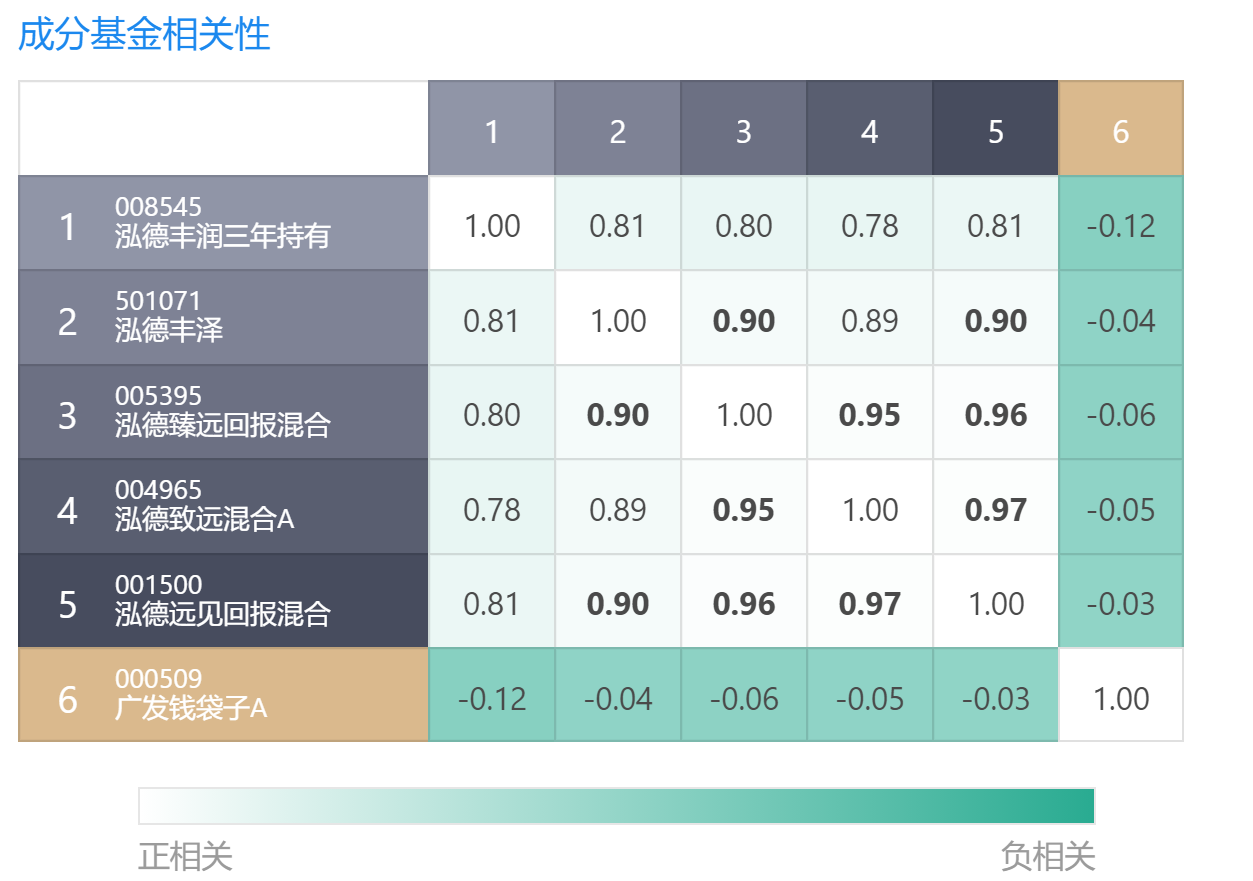 成分基金相关性
1 2 3 4 5 6
1 008545 泓德丰润三年持有 1.00 0.81 0.80 0.78 0.81 -0.12
2 501071 泓德丰泽 0.81 1.00 0.90 0.89 0.90 -0.04
3 005395 泓德臻远回报混合 0.80 0.90 1.00 0.95 0.96 -0.06
4 004965 泓德致远混合A 0.78 0.89 0.95 1.00 0.97 -0.05
5 001500 泓德远见回报混合 0.81 0.90 0.96 0.97 1.00 -0.03
6 000509 广发钱袋子A -0.12 -0.04 -0.06 -0.05 -0.03 1.00
正相关 负相关